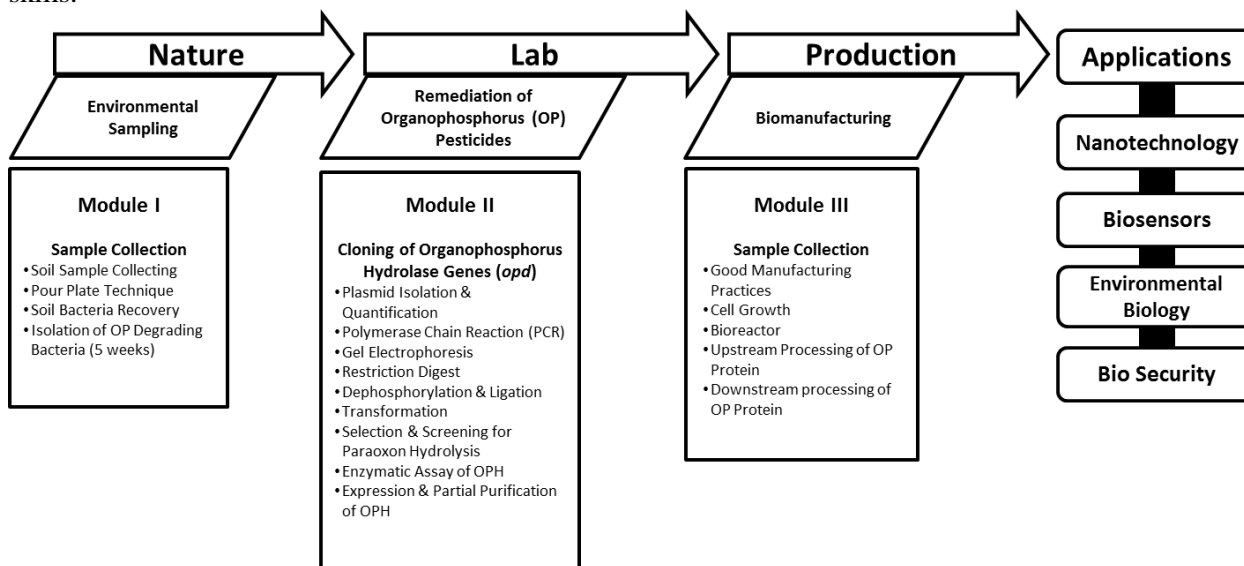 skills.
Nature
Lab
Production
Applications
Environmental
Sampling
Remediation of
Organophosphorus (OP)
Pesticides
Biomanufacturing
Nanotechnology
Biosensors
Environmental
Biology
Bio Security
Module I
Sample Collection
•Soil Sample Collecting
•Pour Plate Technique
•Soil Bacteria Recovery
•Isolation of OP Degrading
Bacteria (5 weeks)
Module II
Cloning of Organophosphorus
Hydrolase Genes (opd)
•Plasmid Isolation &
Quantification
•Polymerase Chain Reaction (PCR)
•Gel Electrophoresis
•Restriction Digest
•Dephosphorylation & Ligation
•Transformation
•Selection & Screening for
Paraoxon Hydrolysis
•Enzymatic Assay of OPH
•Expression & Partial Purification
of OPH
Module III
Sample Collection
•Good Manufacturing
Practices
•Cell Growth
•Bioreactor
•Upstream Processing of OP
Protein
•Downstream processing of
OP Protein